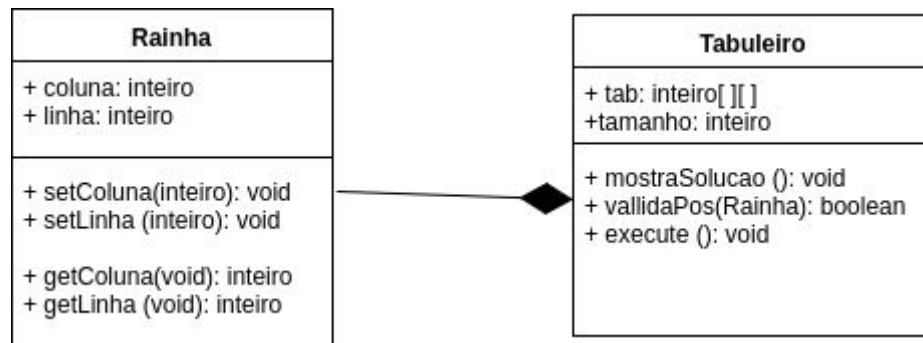 Rainha
+ coluna: inteiro
+ linha: inteiro
+ setColuna(inteiro): void
+ setLinha (inteiro): void
+ getColuna(void): inteiro
+ getLinha (void): inteiro
Tabuleiro
+ tab: inteiro[ ][ ]
+tamanho: inteiro
+ mostraSolucao (): void
+ vallidaPos(Rainha): boolean
+ execute (): void